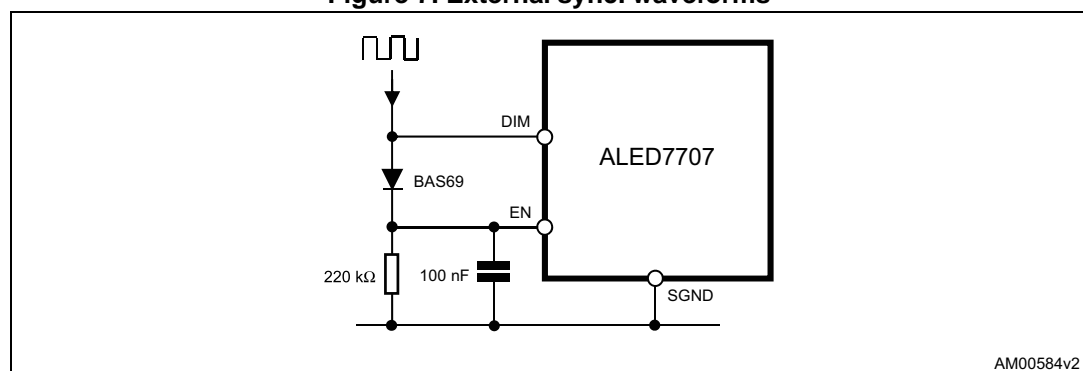 Figure 7. External sync. waveforms
DIM
ALED7707
BAS69
EN
220 kΩ
100 nF
SGND
AM00584v2